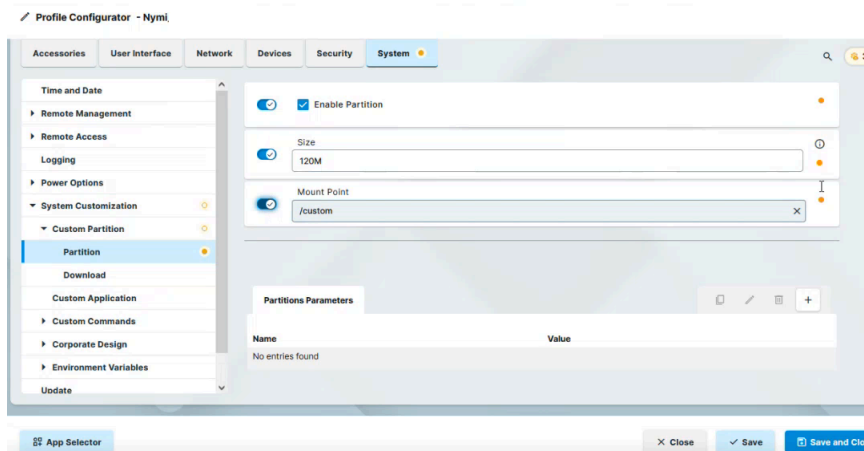 Profile Configurator - Nymi
Accessories User Interface Network Devices Security System
Time and Date
Remote Management
Remote Access
Logging
Power Options
System Customization
Custom Partition
Partition
Download
Custom Application
Custom Commands
Corporate Design
Environment Variables
Update
Enable Partition
Size
120M
Mount Point
/custom
Partitions Parameters
Name Value
No entries found
App Selector Close Save Save and Clo